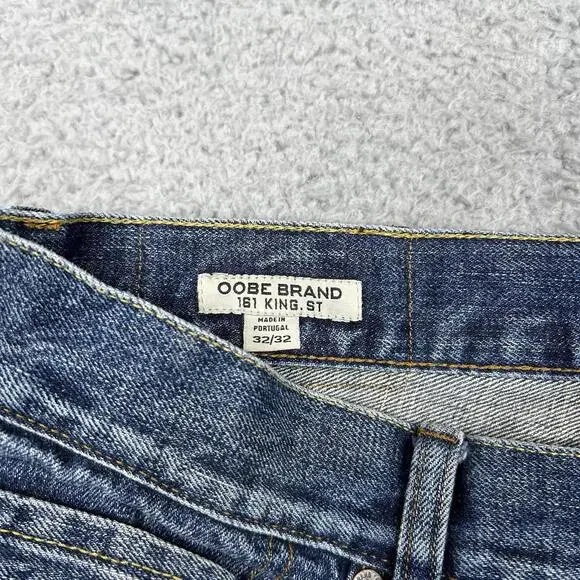 OOBE BRAND
161 KING.ST
MADE IN
PORTUGAL
32/32